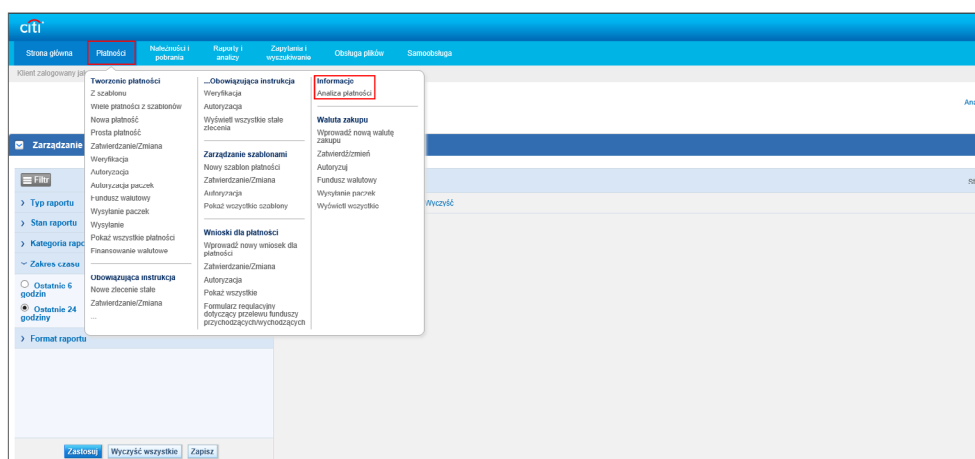 citi
Strona główna
Płatności
Należności i
pobrania
Raporty i
analizy
Zapytania i
wyszukiwanie
Obsługa plików
Samoobsługa
Klient zalogowany
Zarządzanie
Filtr
Typ raportu
Stan raportu
Kategoria rapo
Zakres czasu
Ostatnie 6
godzin
Ostatnie 24
godziny
Format raportu
Zastosuj
Wyczyść wszystkie
Zapisz
Tworzenie płatności
Z szablonu
Wiele płatności z szablonów
Nowa płatność
Prosta płatność
Zatwierdzanie/Zmiana
Weryfikacja
Autoryzacja
Autoryzacja paczek
Fundusz walutowy
Wysyłanie paczek
Wysyłanie
Pokaż wszystkie płatności
Finansowanie walutowe
Obowiązująca instrukcja
Nowe zlecenie stałe
Zatwierdzanie/Zmiana
...
...Obowiązująca instrukcja
Weryfikacja
Autoryzacja
Wyświetl wszystkie stałe
zlecenia
Zarządzanie szablonami
Nowy szablon płatności
Zatwierdzanie/Zmiana
Autoryzacja
Pokaż wszystkie szablony
Wnioski dla płatności
Wprowadź nowy wniosek dla
płatności
Zatwierdzanie/Zmiana
Autoryzacja
Pokaż wszystkie
Formularz regulacyjny
dotyczący przelewu funduszy
przychodzących/wychodzących
Informacje
Analiza płatności
Waluta zakupu
Wprowadź nową walutę
zakupu
Zatwierdź/zmień
Autoryzuj
Fundusz walutowy
Wysyłanie paczek
Wyświetl wszystkie
Wyczyść